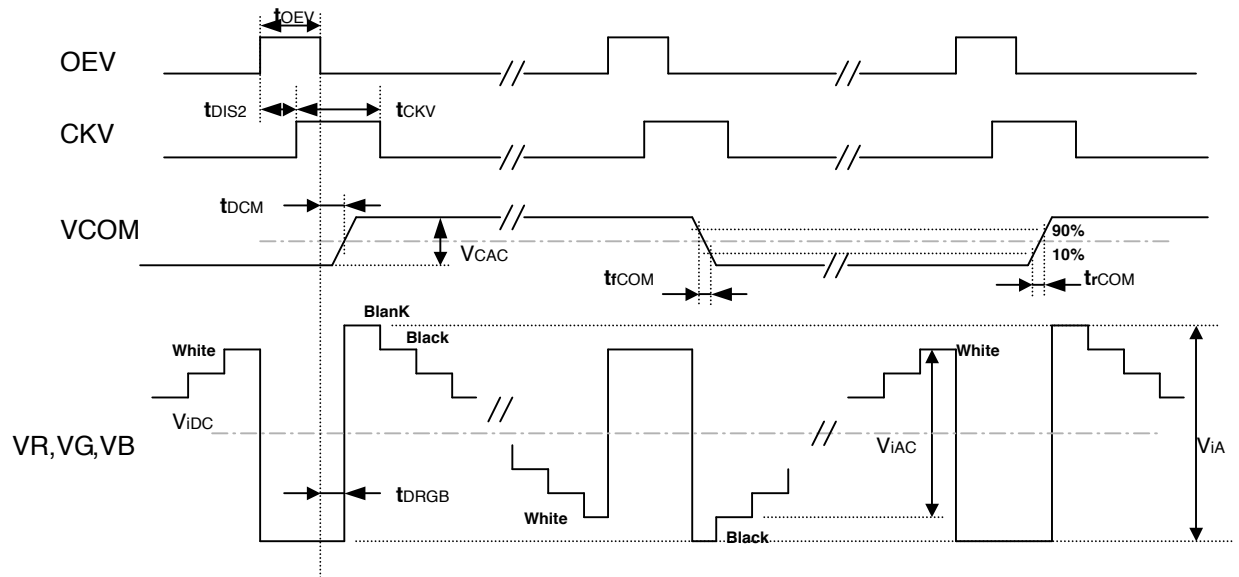 tOEV
OEV
tDIS2
tCKV
CKV
tDCM
VCOM
VCAC
90%
10%
tfCOM
trCOM
BlanK
White
Black
White
ViDC
VR,VG,VB
ViAC
ViA
tDRGB
White
Black